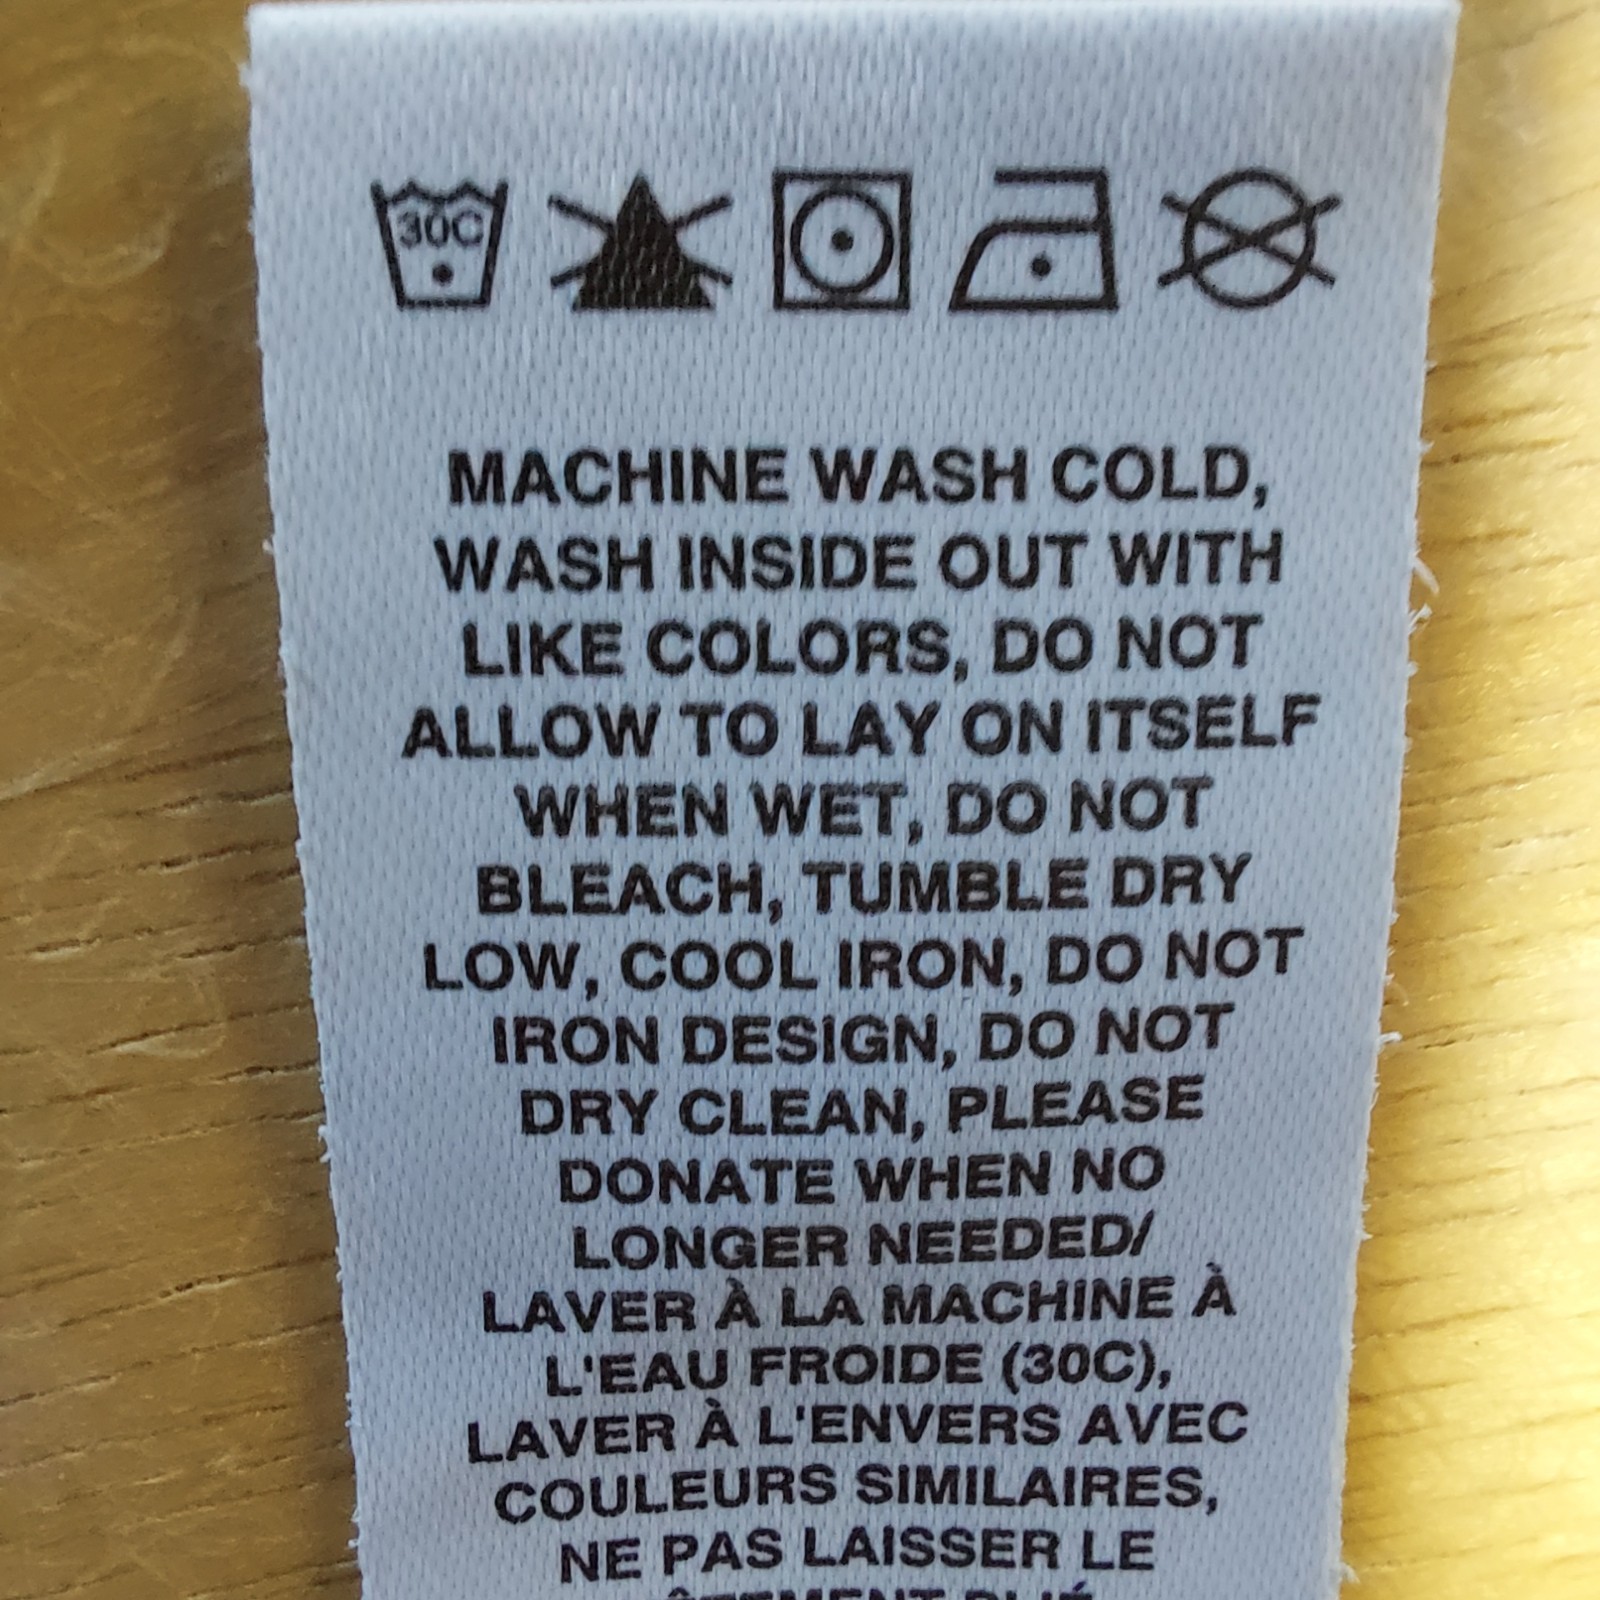 30C
MACHINE WASH COLD,
WASH INSIDE OUT WITH
LIKE COLORS, DO NOT
ALLOW TO LAY ON ITSELF
WHEN WET, DO NOT
BLEACH, TUMBLE DRY
LOW, COOL IRON, DO NOT
IRON DESIGN, DO NOT
DRY CLEAN, PLEASE
DONATE WHEN NO
LONGER NEEDED/
LAVER À LA MACHINE À
L'EAU FROIDE (30C),
LAVER À L'ENVERS AVEC
COULEURS SIMILAIRES,
NE PAS LAISSER LE